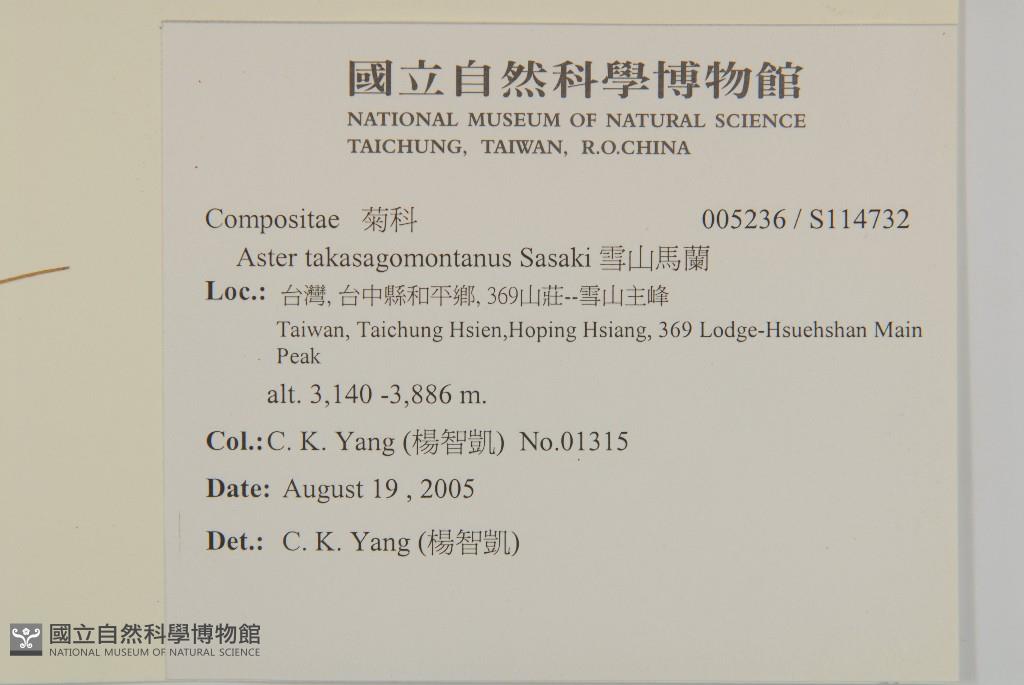 國立自然科學博物館
NATIONAL MUSEUM OF NATURAL SCIENCE
TAICHUNG, TAIWAN, R.O.CHINA
Compositae 菊科 005236 / S114732
Aster takasagomontanus Sasaki 雪山馬蘭
Loc.: 台灣, 台中縣和平鄉, 369山莊--雪山主峰
Taiwan, Taichung Hsien,Hoping Hsiang, 369 Lodge-Hsuehshan Main
Peak
alt. 3,140 -3,886 m.
Col.: C. K. Yang (楊智凱) No.01315
Date: August 19 , 2005
Det.: C. K. Yang (楊智凱)
國立自然科學博物館
NATIONAL MUSEUM OF NATURAL SCIENCE